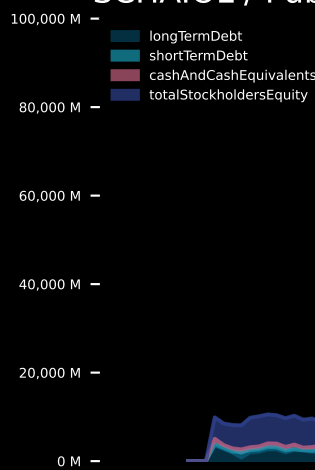 100,000 M
longTermDebt
shortTermDebt
cashAndCashEquivalents
totalStockholdersEquity
80,000 M
60,000 M
40,000 M
20,000 M
0 M